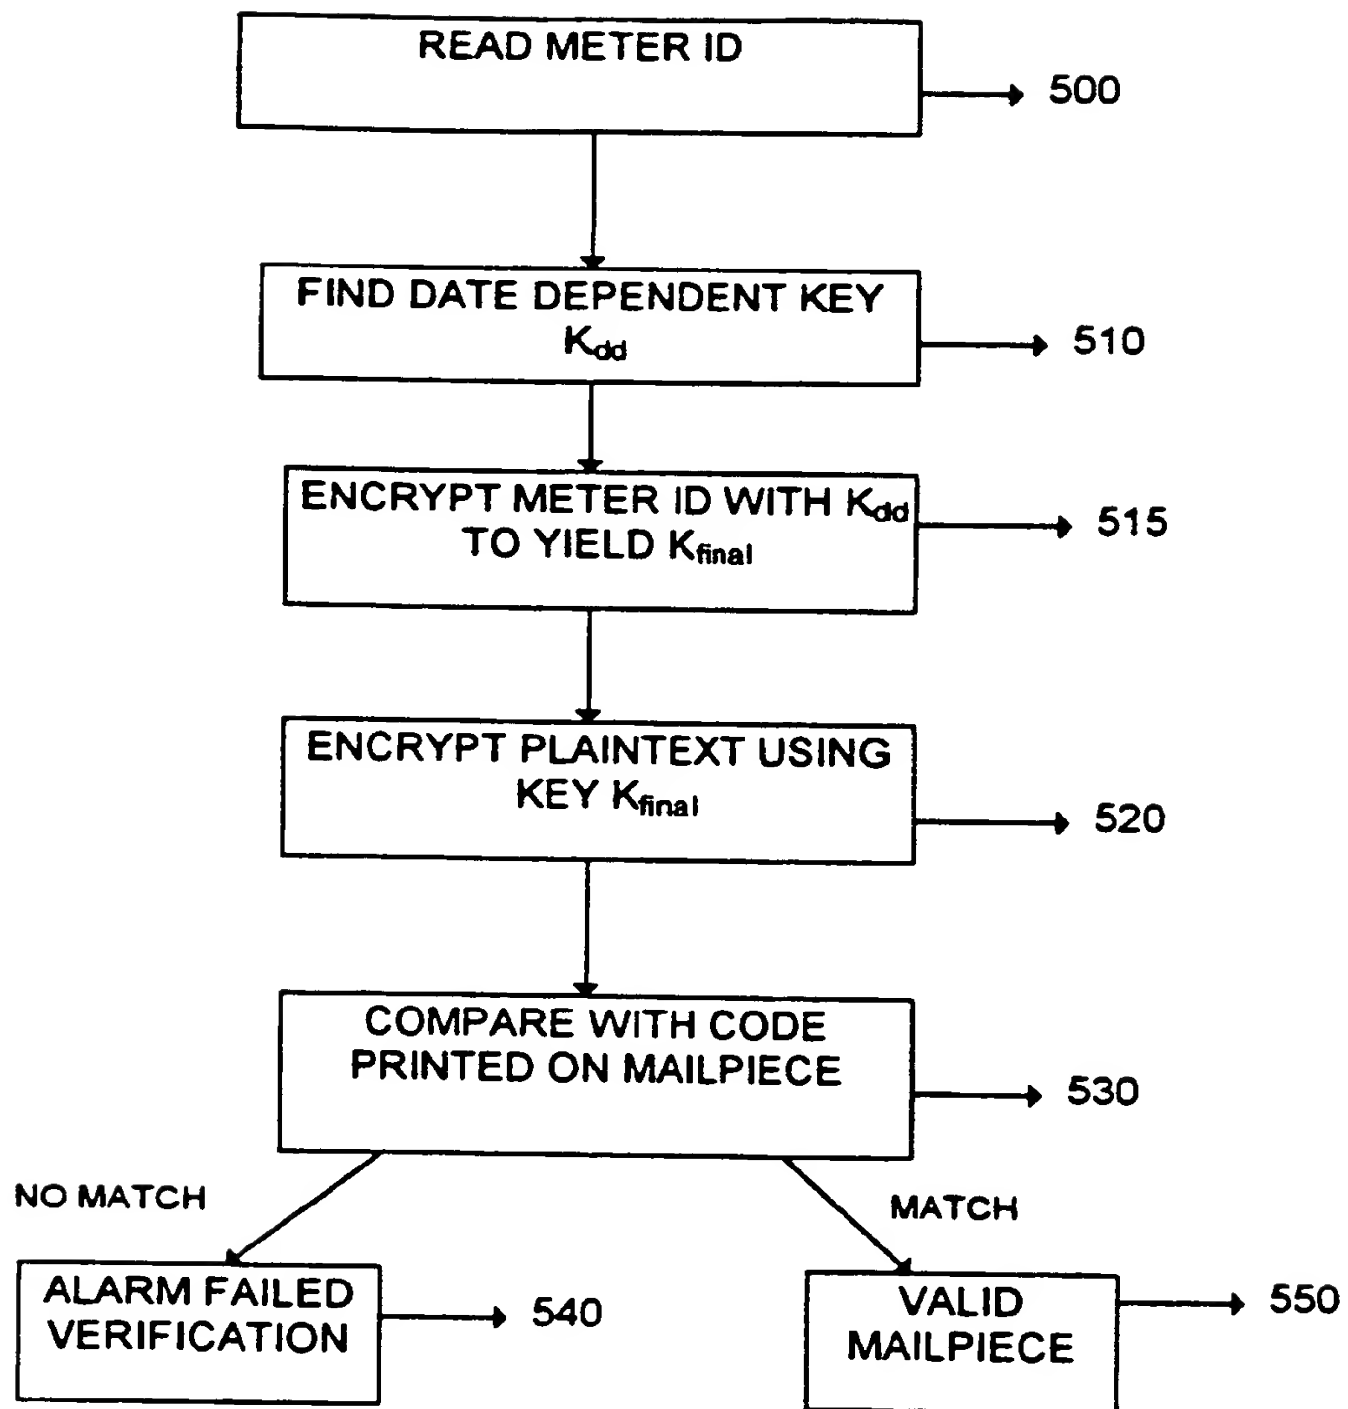 READ METER ID
500
FIND DATE DEPENDENT KEY
Kdd
510
ENCRYPT METER ID WITH Kdd
TO YIELD Kfinal
515
ENCRYPT PLAINTEXT USING
KEY Kfinal
520
COMPARE WITH CODE
PRINTED ON MAILPIECE
530
NO MATCH
MATCH
ALARM FAILED
VERIFICATION
540
VALID
MAILPIECE
550